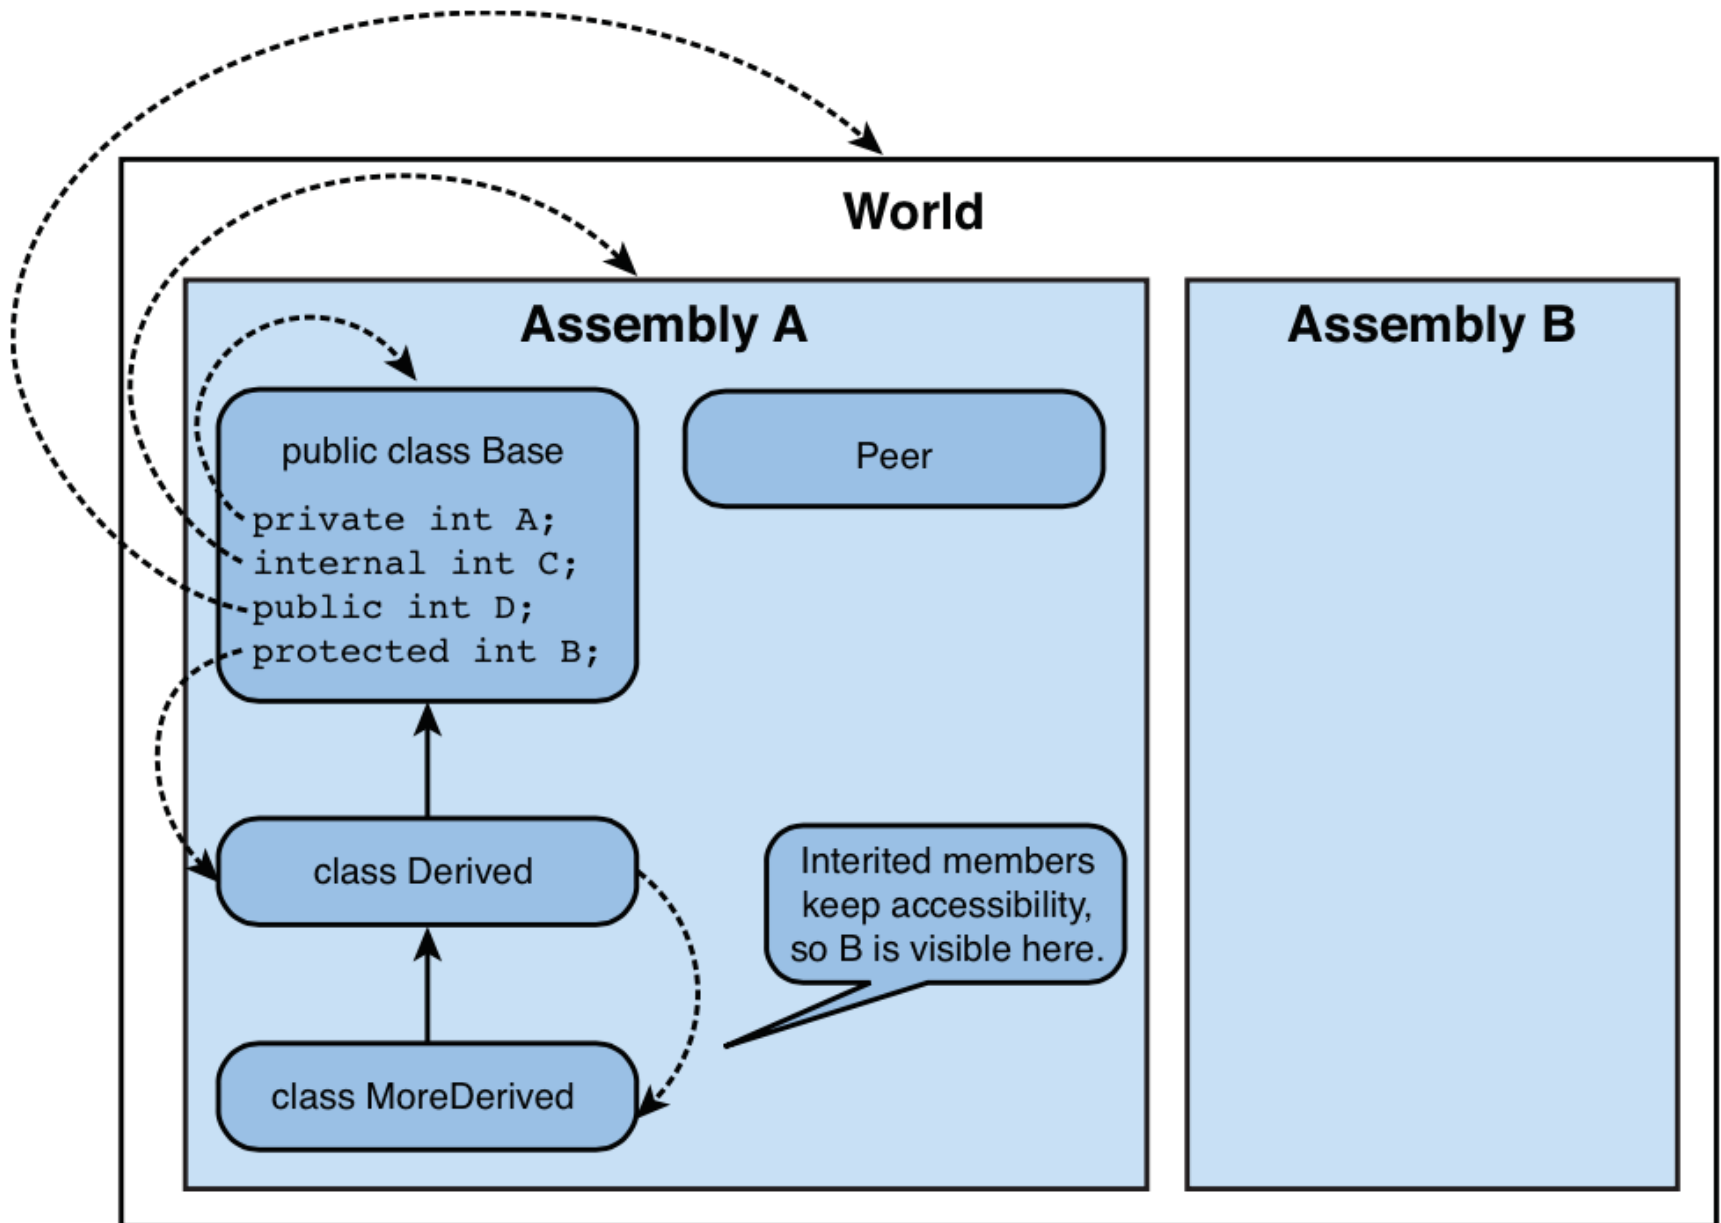 World
Assembly A
Assembly B
public class Base
private int A;
internal int C;
public int D;
protected int B;
Peer
class Derived
Interited members
keep accessibility,
so B is visible here.
class MoreDerived